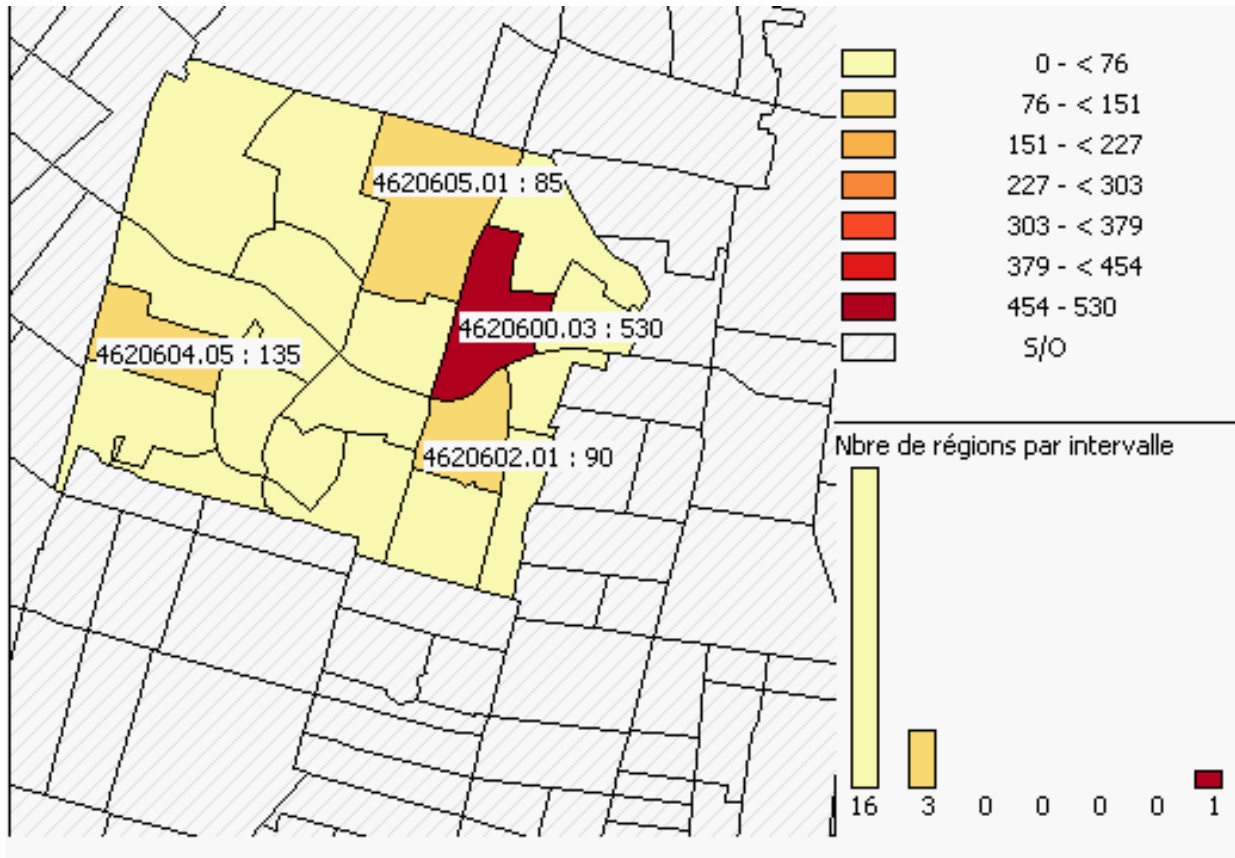 0 - < 76
76 - < 151
151 - < 227
227 - < 303
303 - < 379
379 - < 454
454 - 530
S/O
4620605.01 : 85
4620600.03 : 530
4620604.05 : 135
4620602.01 : 90
Nbre de régions par intervalle
16 3 0 0 0 0 1